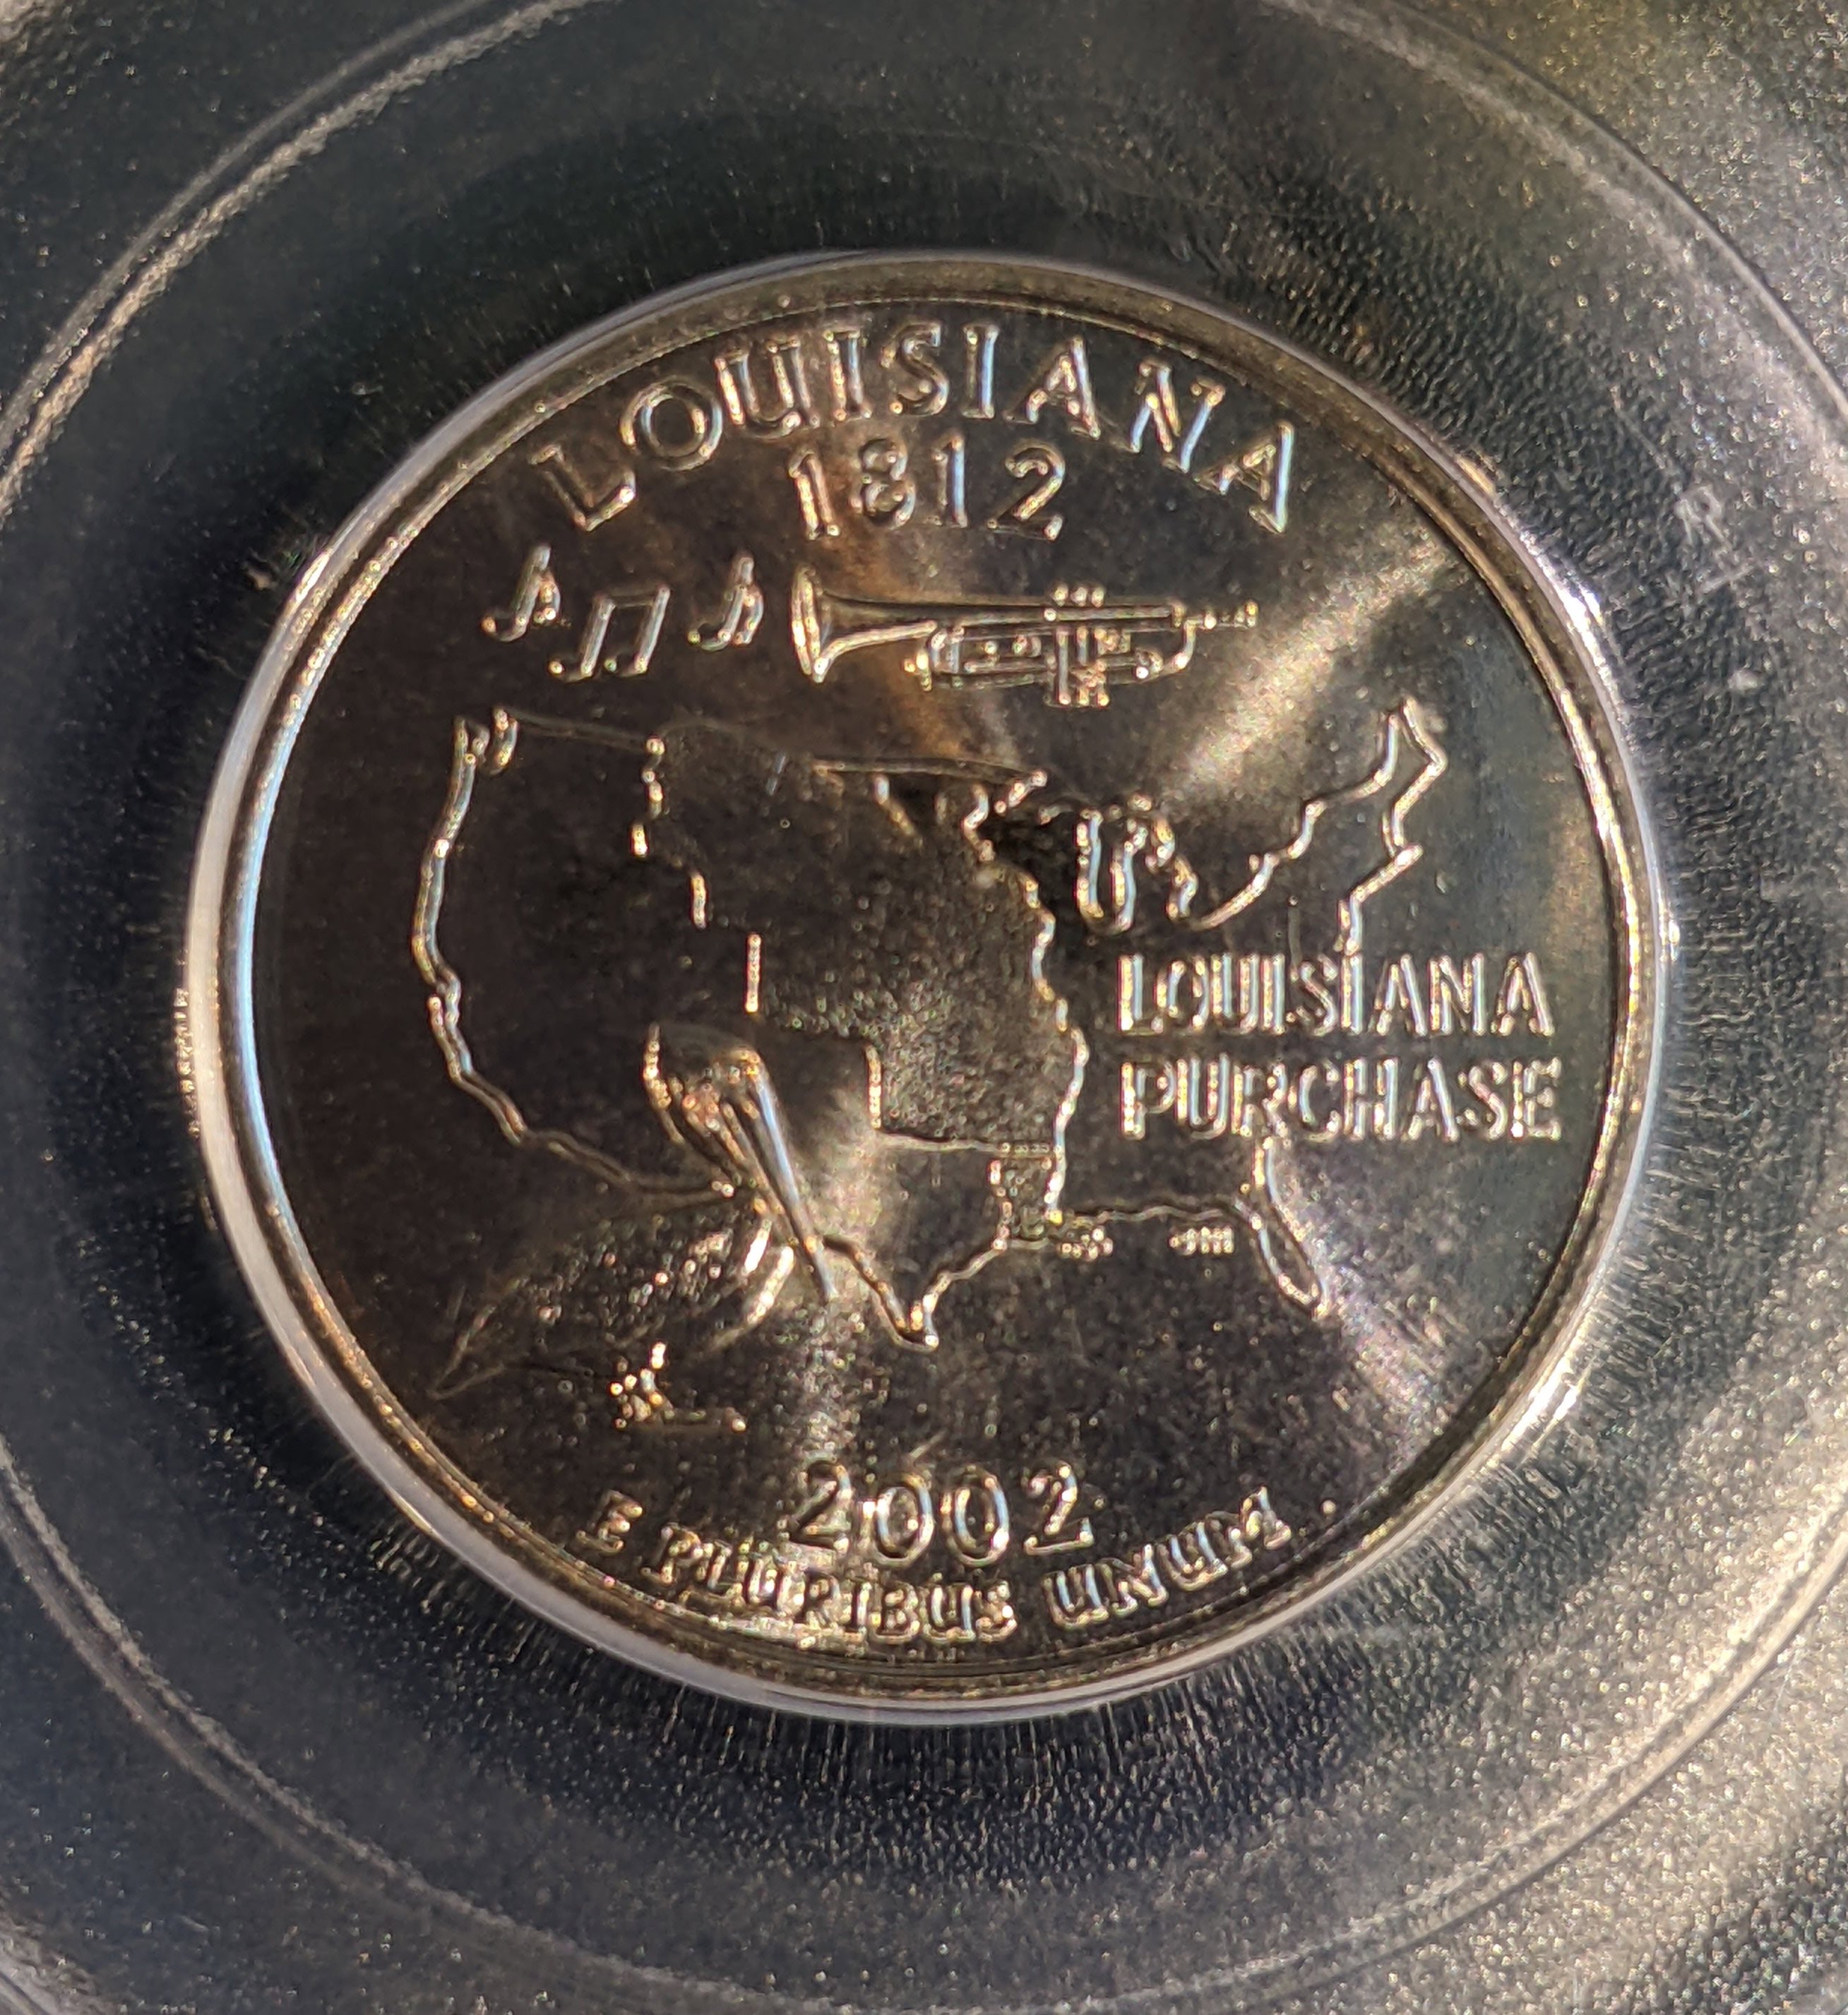 LOUISIANA
1812
LOUISIANA
PURCHASE
2002
E PLURIBUS UNUM